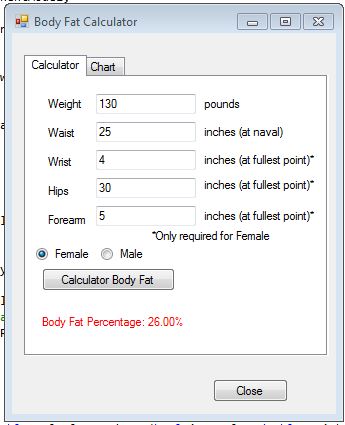 Body Fat Calculator
Calculator Chart
Weight 130 pounds
Waist 25 inches (at naval)
Wrist 4 inches (at fullest point)*
Hips 30 inches (at fullest point)*
Forearm 5 inches (at fullest point)*
*Only required for Female
Female Male
Calculator Body Fat
Body Fat Percentage: 26.00%
Close